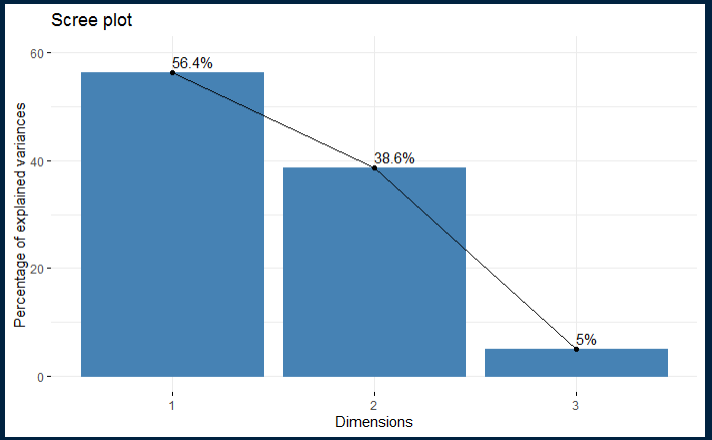 Scree plot
56.4%
60
38.6%
40
20
5%
0
Percentage of explained variances
1 2 3
Dimensions